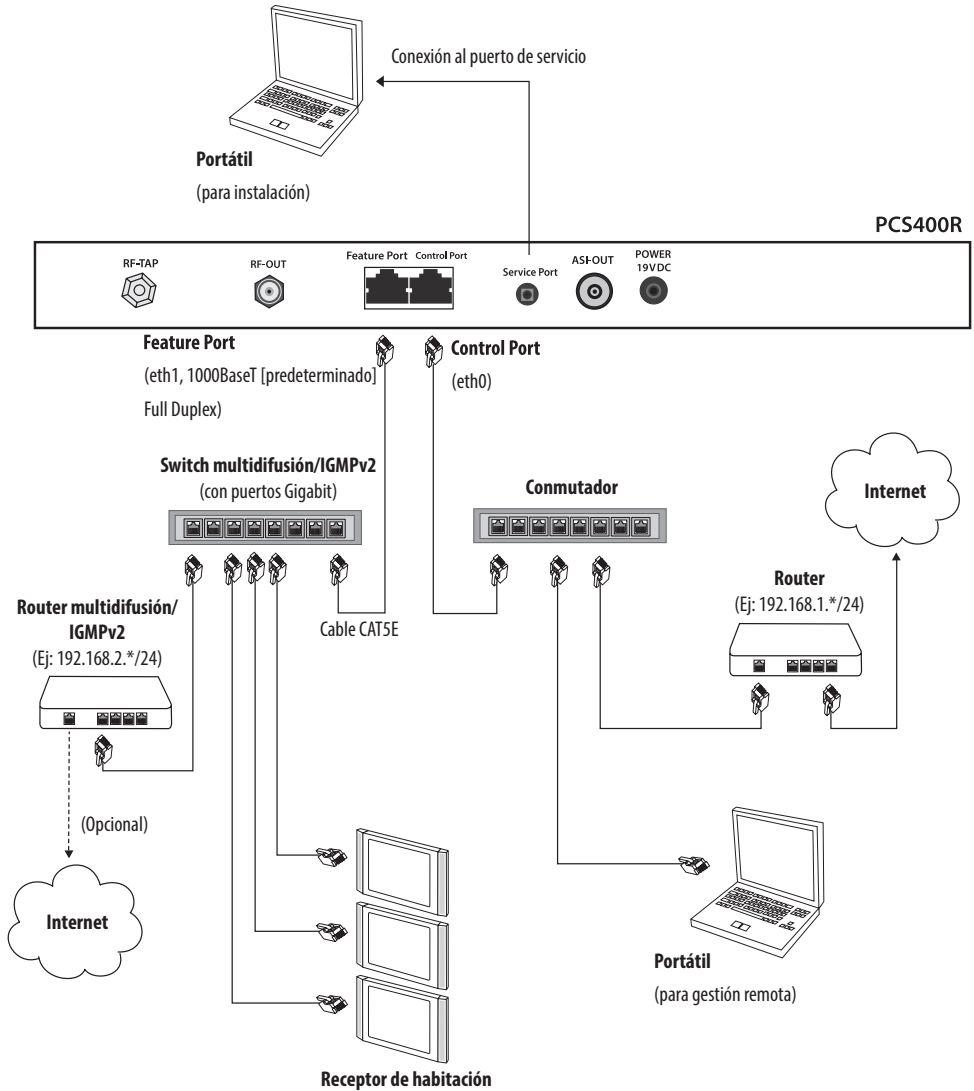 Conexión al puerto de servicio
Portátil
(para instalación)
PCS400R
RF-TAP
RF-OUT
Feature Port
Control Port
Service Port
ASI-OUT
POWER
19VDC
Feature Port
(eth1, 1000BaseT [predeterminado]
Full Duplex)
Control Port
(eth0)
Switch multidifusión/IGMPv2
(con puertos Gigabit)
Conmutador
Internet
Router
(Ej: 192.168.1.*/24)
Router multidifusión/
IGMPv2
(Ej: 192.168.2.*/24)
Cable CAT5E
(Opcional)
Internet
Portátil
(para gestión remota)
Receptor de habitación